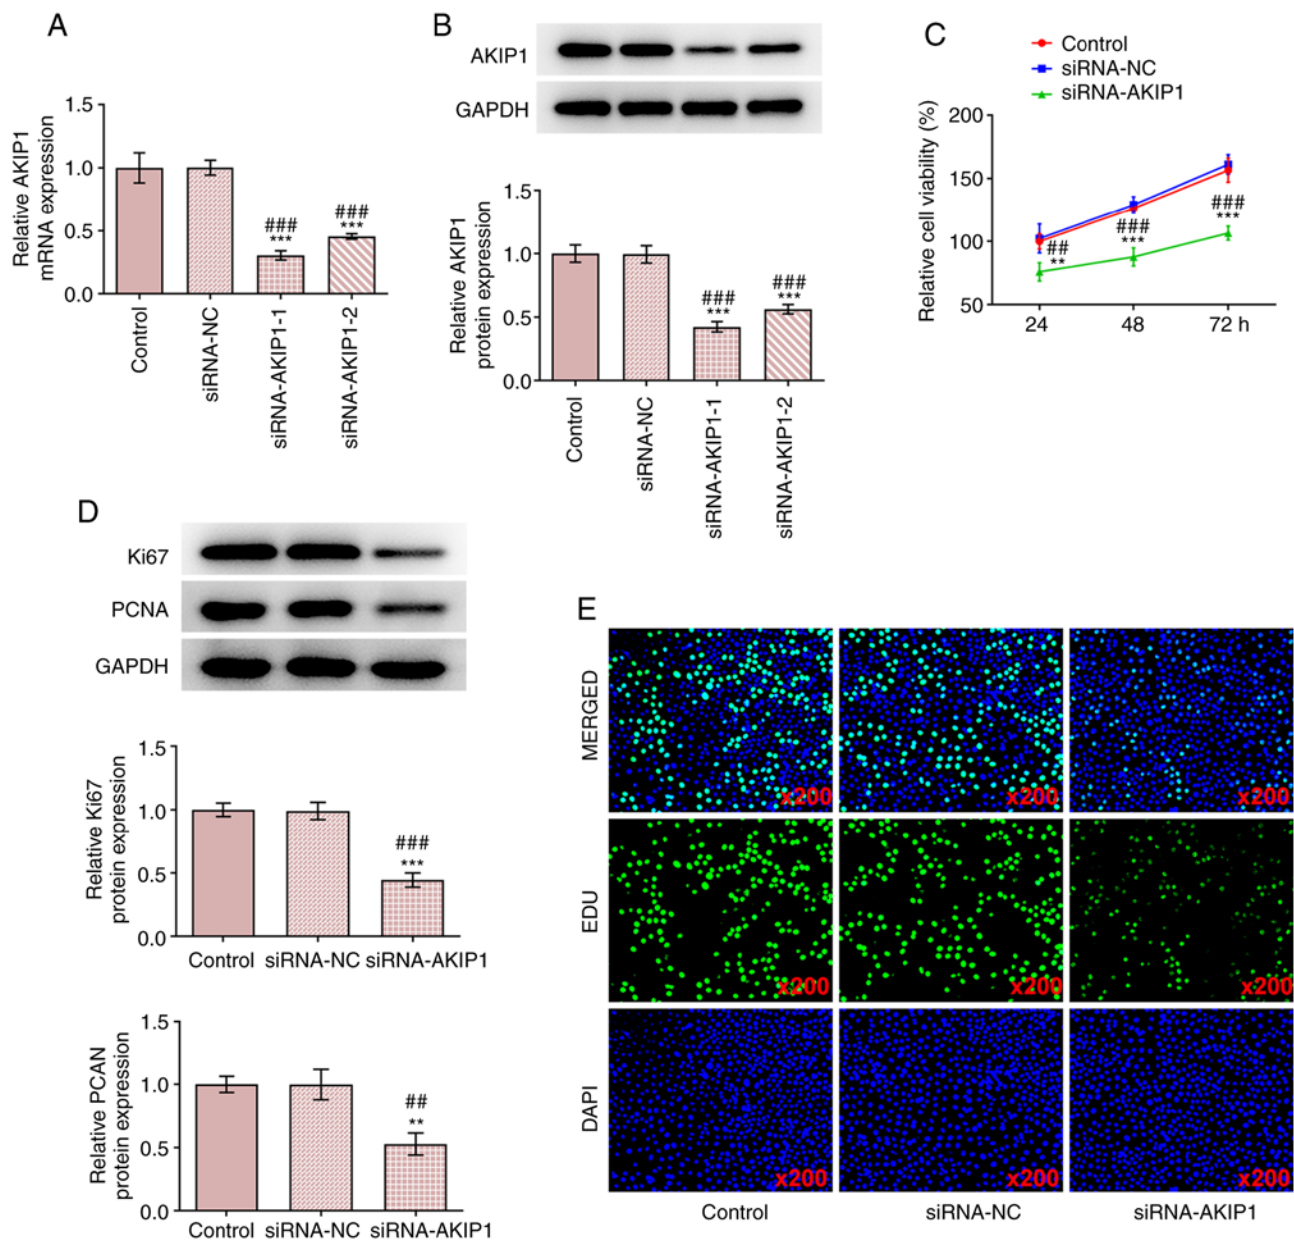 A
Relative AKIP1
mRNA expression
1.5
1.0
0.5
0.0
###
***
###
***
Control
siRNA-NC
siRNA-AKIP1-1
siRNA-AKIP1-2
B
AKIP1
GAPDH
Relative AKIP1
protein expression
1.5
1.0
0.5
0.0
###
***
###
***
Control
siRNA-NC
siRNA-AKIP1-1
siRNA-AKIP1-2
C
Control
siRNA-NC
siRNA-AKIP1
Relative cell viability (%)
200
150
100
50
##
**
###
***
###
***
24 48 72 h
D
Ki67
PCNA
GAPDH
Relative Ki67
protein expression
1.5
1.0
0.5
0.0
###
***
Control siRNA-NC siRNA-AKIP1
Relative PCAN
protein expression
1.5
1.0
0.5
0.0
##
**
Control siRNA-NC siRNA-AKIP1
E
MERGED
x200 x200 x200
EDU
x200 x200 x200
DAPI
x200 x200 x200
Control siRNA-NC siRNA-AKIP1